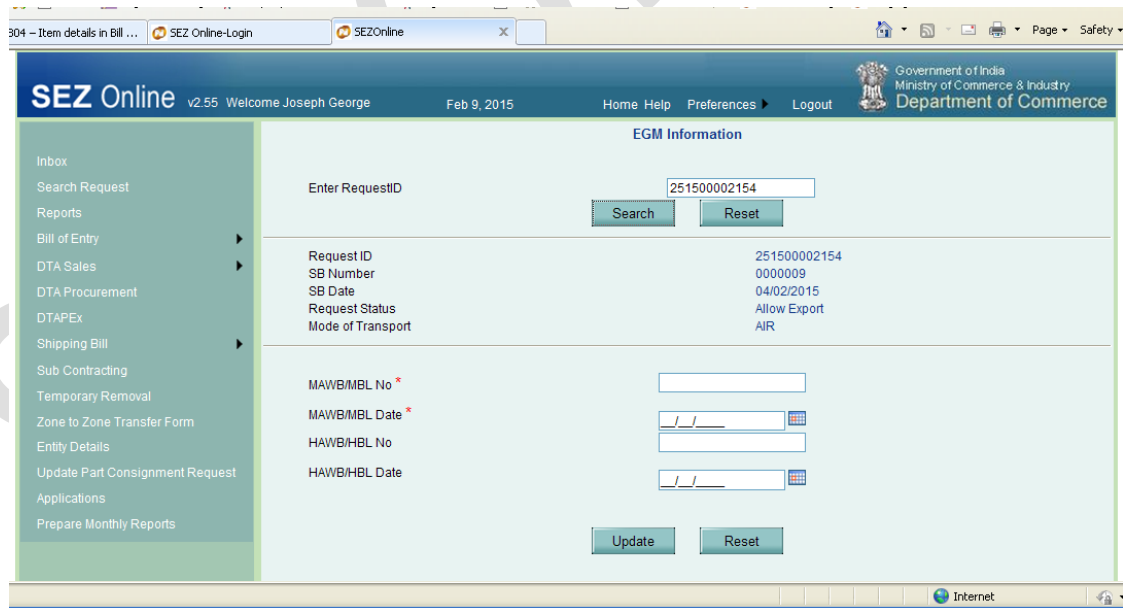 304 – Item details in Bill ... SEZ Online-Login SEZOnline X Page Safety
SEZ Online v2.55 Welcome Joseph George Feb 9, 2015 Home Help Preferences Logout
Government of India
Ministry of Commerce & Industry
Department of Commerce
Inbox
Search Request
Reports
Bill of Entry
DTA Sales
DTA Procurement
DTAPEx
Shipping Bill
Sub Contracting
Temporary Removal
Zone to Zone Transfer Form
Entity Details
Update Part Consignment Request
Applications
Prepare Monthly Reports
EGM Information
Enter RequestID 251500002154
Search Reset
Request ID 251500002154
SB Number 0000009
SB Date 04/02/2015
Request Status Allow Export
Mode of Transport AIR
MAWB/MBL No *
MAWB/MBL Date * __/__/____
HAWB/HBL No
HAWB/HBL Date __/__/____
Update Reset
Internet